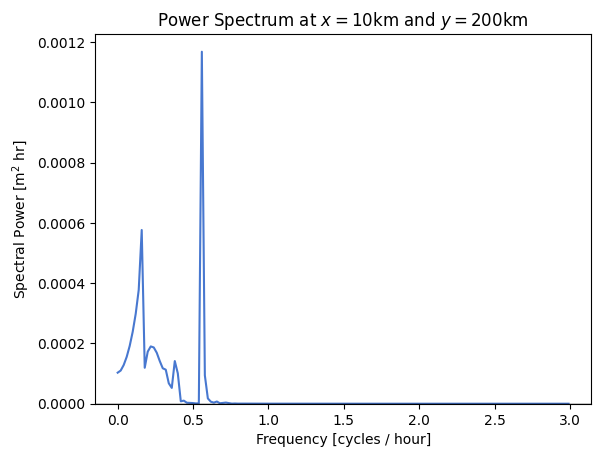 Power Spectrum at x = 10km and y = 200km
0.0012
0.0010
0.0008
0.0006
0.0004
0.0002
0.0000
Spectral Power [m² hr]
0.0 0.5 1.0 1.5 2.0 2.5 3.0
Frequency [cycles / hour]